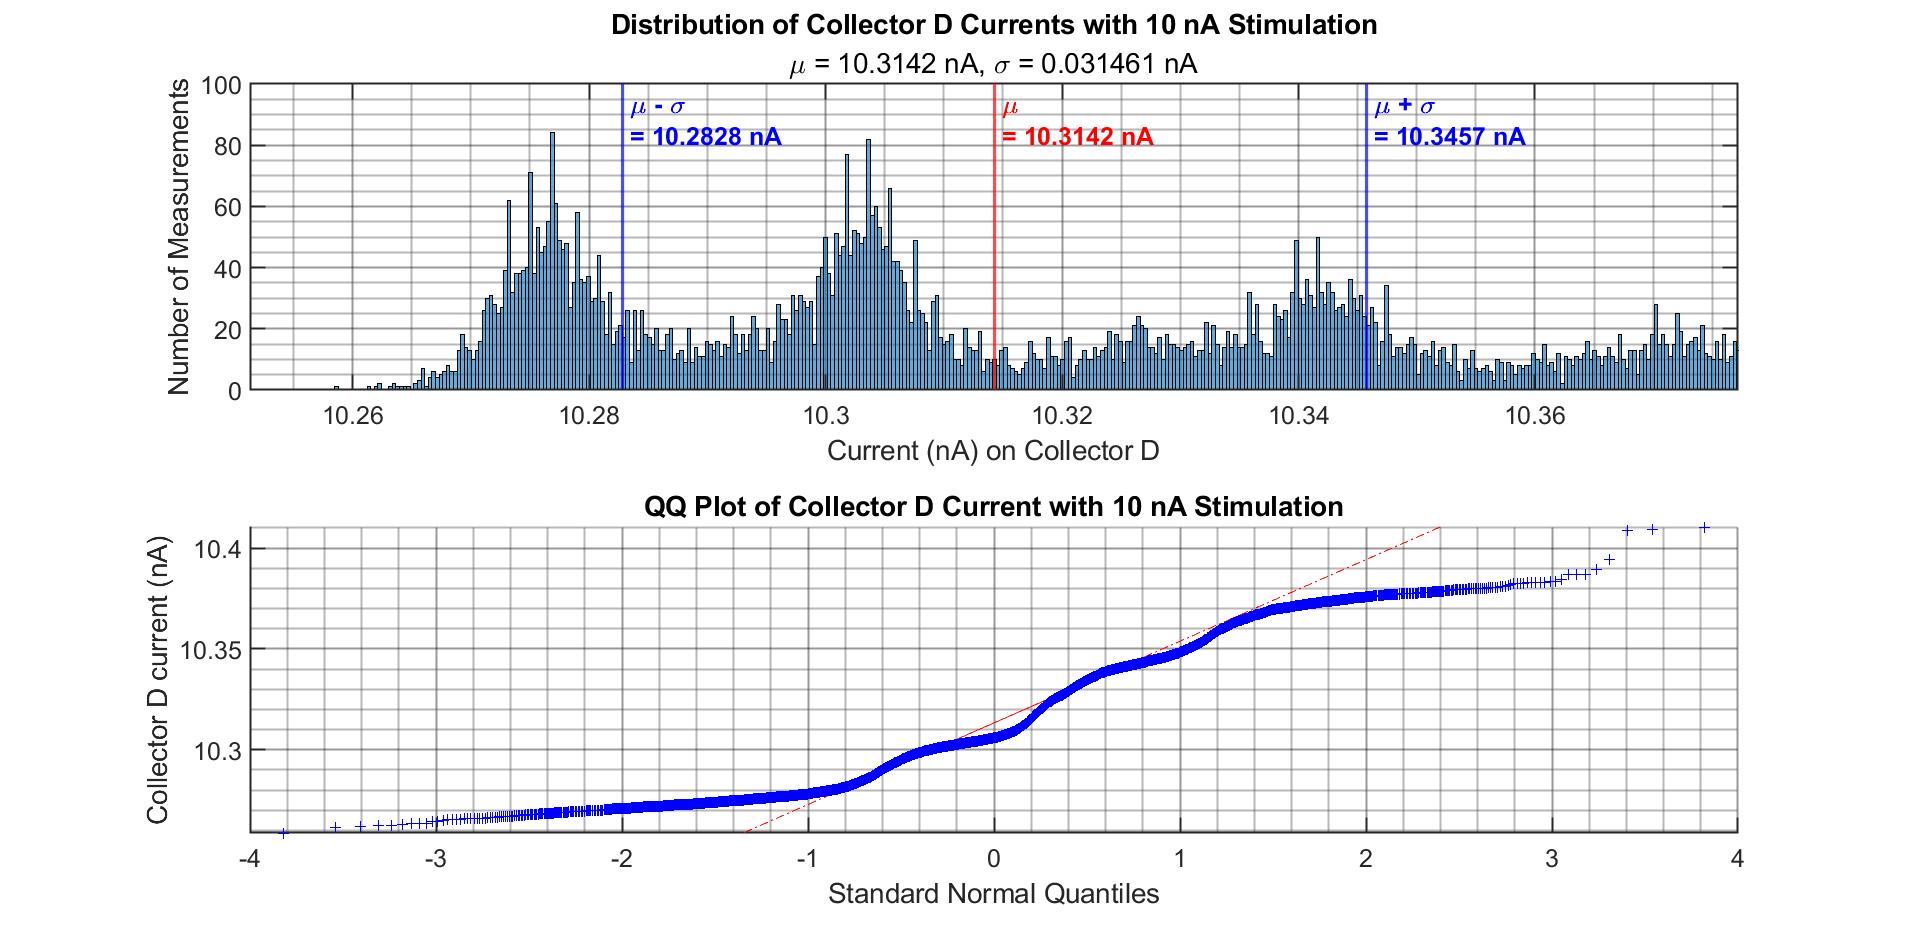 Distribution of Collector D Currents with 10 nA Stimulation
μ = 10.3142 nA, σ = 0.031461 nA
Number of Measurements
100
80
60
40
20
0
μ - σ
= 10.2828 nA
μ
= 10.3142 nA
μ + σ
= 10.3457 nA
10.26 10.28 10.3 10.32 10.34 10.36
Current (nA) on Collector D
QQ Plot of Collector D Current with 10 nA Stimulation
Collector D current (nA)
10.4
10.35
10.3
-4 -3 -2 -1 0 1 2 3 4
Standard Normal Quantiles